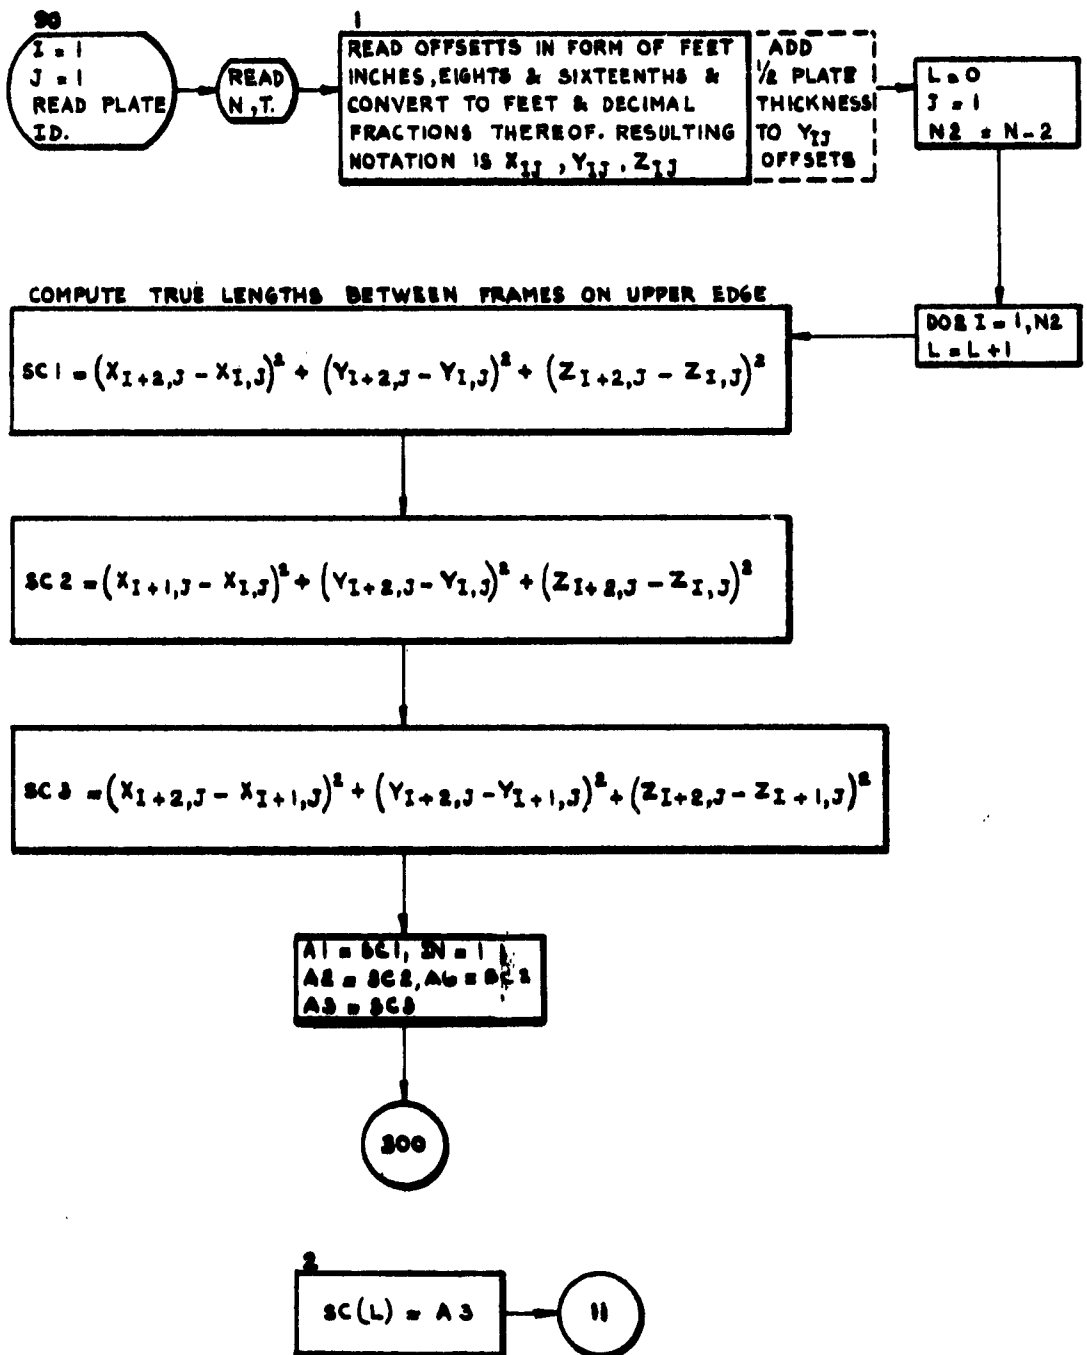 90
I = 1
J = 1
READ PLATE
ID.
READ
N,T.
1
READ OFFSETTS IN FORM OF FEET
INCHES, EIGHTS & SIXTEENTHS &
CONVERT TO FEET & DECIMAL
FRACTIONS THEREOF. RESULTING
NOTATION IS X_IJ, Y_IJ, Z_IJ
ADD
1/2 PLATE
THICKNESS
TO Y_IJ
OFFSETS
L = 0
J = 1
N2 = N-2
DO2 I = 1, N2
L = L+1
COMPUTE TRUE LENGTHS BETWEEN FRAMES ON UPPER EDGE
SC1 = (X_I+2,J - X_I,J)² + (Y_I+2,J - Y_I,J)² + (Z_I+2,J - Z_I,J)²
SC2 = (X_I+1,J - X_I,J)² + (Y_I+2,J - Y_I,J)² + (Z_I+2,J - Z_I,J)²
SC3 = (X_I+2,J - X_I+1,J)² + (Y_I+2,J - Y_I+1,J)² + (Z_I+2,J - Z_I+1,J)²
A1 = SC1, IN = 1
A2 = SC2, A6 = SC2
A3 = SC3
300
2
SC(L) = A3
11